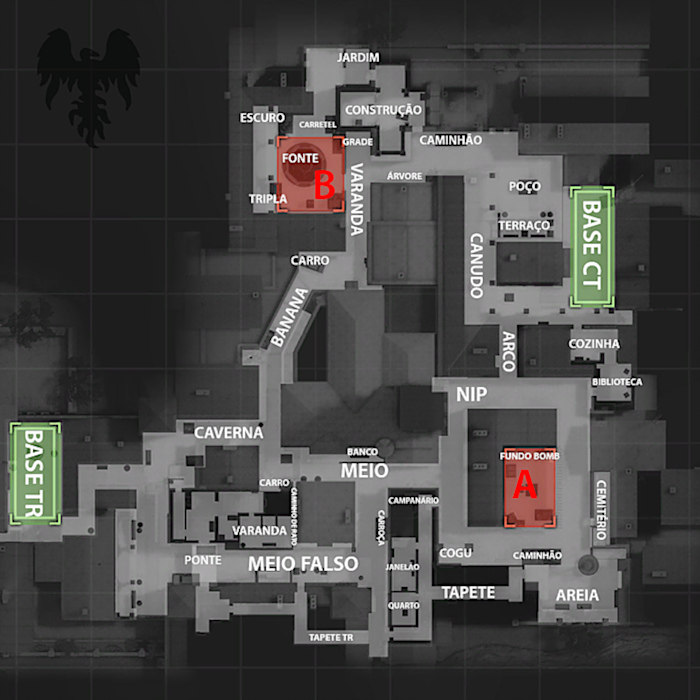 JARDIM
CONSTRUÇÃO
ESCURO
CARRETEL
GRADE
CAMINHÃO
FONTE
B
VARANDA
ÁRVORE
TRIPLA
POÇO
TERRAÇO
BASE CT
CARRO
CANUDO
BANANA
ARCO
COZINHA
BIBLIOTECA
NIP
CAVERNA
BASE TR
BANCO
MEIO
FUNDO BOMB
A
CEMITÉRIO
CARRO
CAMINHO DE RATO
CAMPANÁRIO
CARROÇA
VARANDA
PONTE
MEIO FALSO
COGU
CAMINHÃO
JANELÃO
TAPETE
AREIA
QUARTO
TAPETE TR